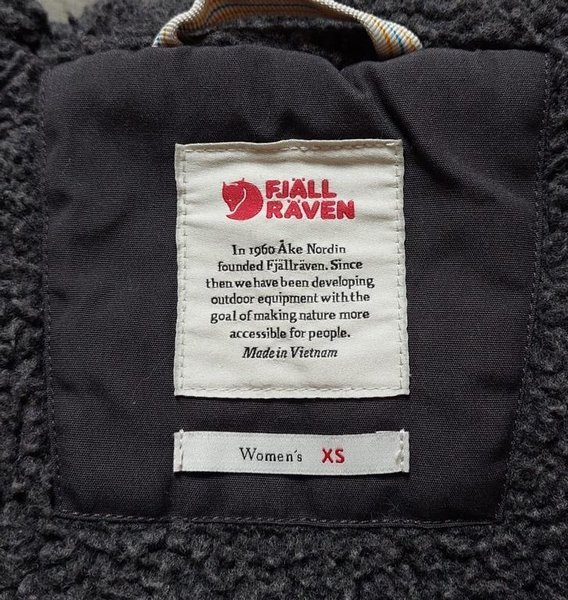 FJÄLL
RÄVEN
In 1960 Åke Nordin
founded Fjällräven. Since
then we have been developing
outdoor equipment with the
goal of making nature more
accessible for people.
Made in Vietnam
Women's XS